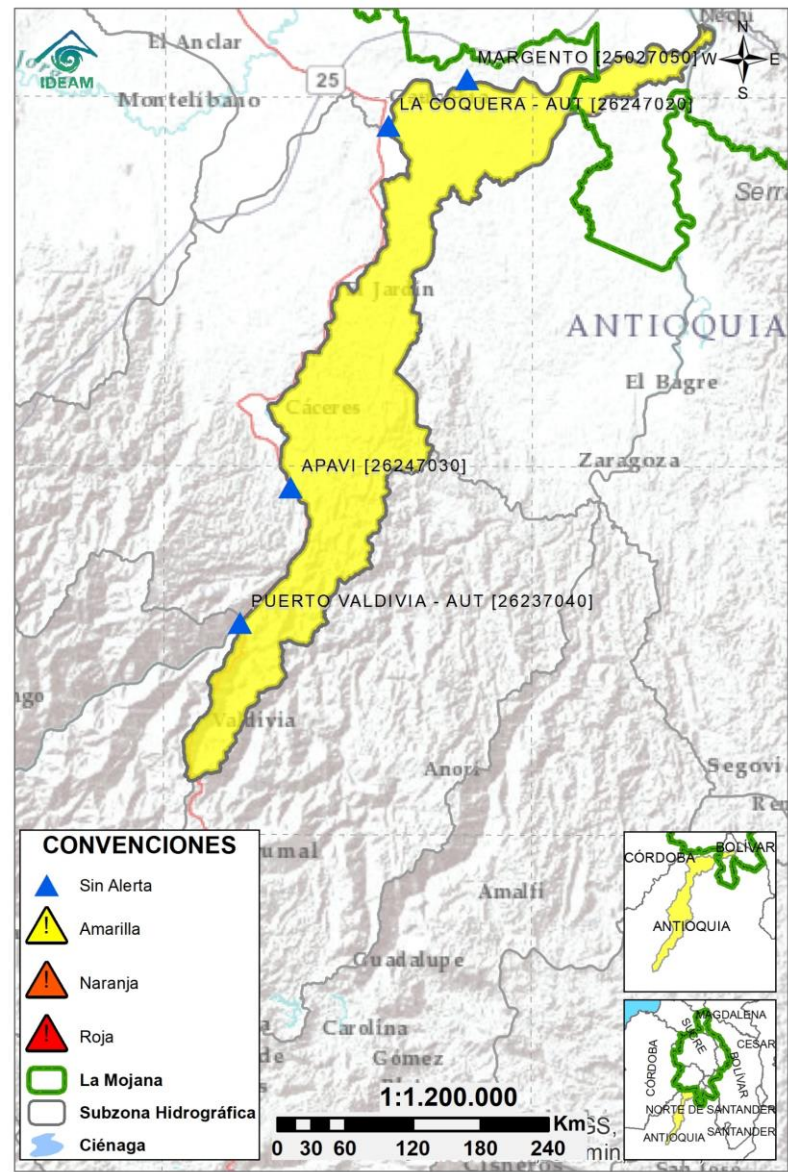 Nechí
N
W E
S
IDEAM
El Anclar
MARGENTO [25027050]
25
Montelíbano
LA COQUERA - AUT [26247020]
El Jardín
ANTIOQUIA
El Bagre
Cáceres
Zaragoza
APAVI [26247030]
PUERTO VALDIVIA - AUT [26237040]
Valdivia
Anorí
Segovi
CONVENCIONES
Sin Alerta
Amarilla
Naranja
Roja
La Mojana
Subzona Hidrográfica
Ciénaga
rumal
Amalfi
Guadalupe
Carolina
Gómez
1:1.200.000
Km
0 30 60 120 180 240
Cisneros
CÓRDOBA
BOLÍVAR
ANTIOQUIA
MAGDALENA
SUCRE
CESAR
CÓRDOBA
BOLÍVAR
NORTE DE SANTANDER
SANTANDER
ANTIOQUIA